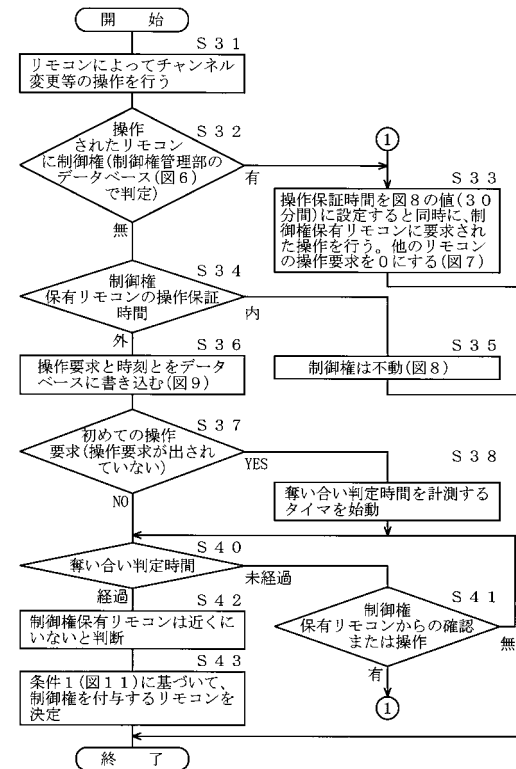 開　始
Ｓ３１
リモコンによってチャンネル
変更等の操作を行う
Ｓ３２
操作
されたリモコン
に制御権(制御権管理部の
データベース(図６)
で判定)
有
無
①
Ｓ３３
操作保証時間を図８の値(３０
分間)に設定すると同時に、制
御権保有リモコンに要求され
た操作を行う。他のリモコン
の操作要求を０にする(図７)
Ｓ３４
制御権
保有リモコンの操作保証
時間
内
外
Ｓ３５
制御権は不動(図８)
Ｓ３６
操作要求と時刻とをデータ
ベースに書き込む(図９)
Ｓ３７
初めての操作
要求(操作要求が出され
ていない)
YES
NO
Ｓ３８
奪い合い判定時間を計測する
タイマを始動
Ｓ４０
奪い合い判定時間
未経過
経過
Ｓ４１
制御権
保有リモコンからの確認
または操作
無
有
①
Ｓ４２
制御権保有リモコンは近くに
いないと判断
Ｓ４３
条件１(図１１)に基づいて、
制御権を付与するリモコンを
決定
終　了